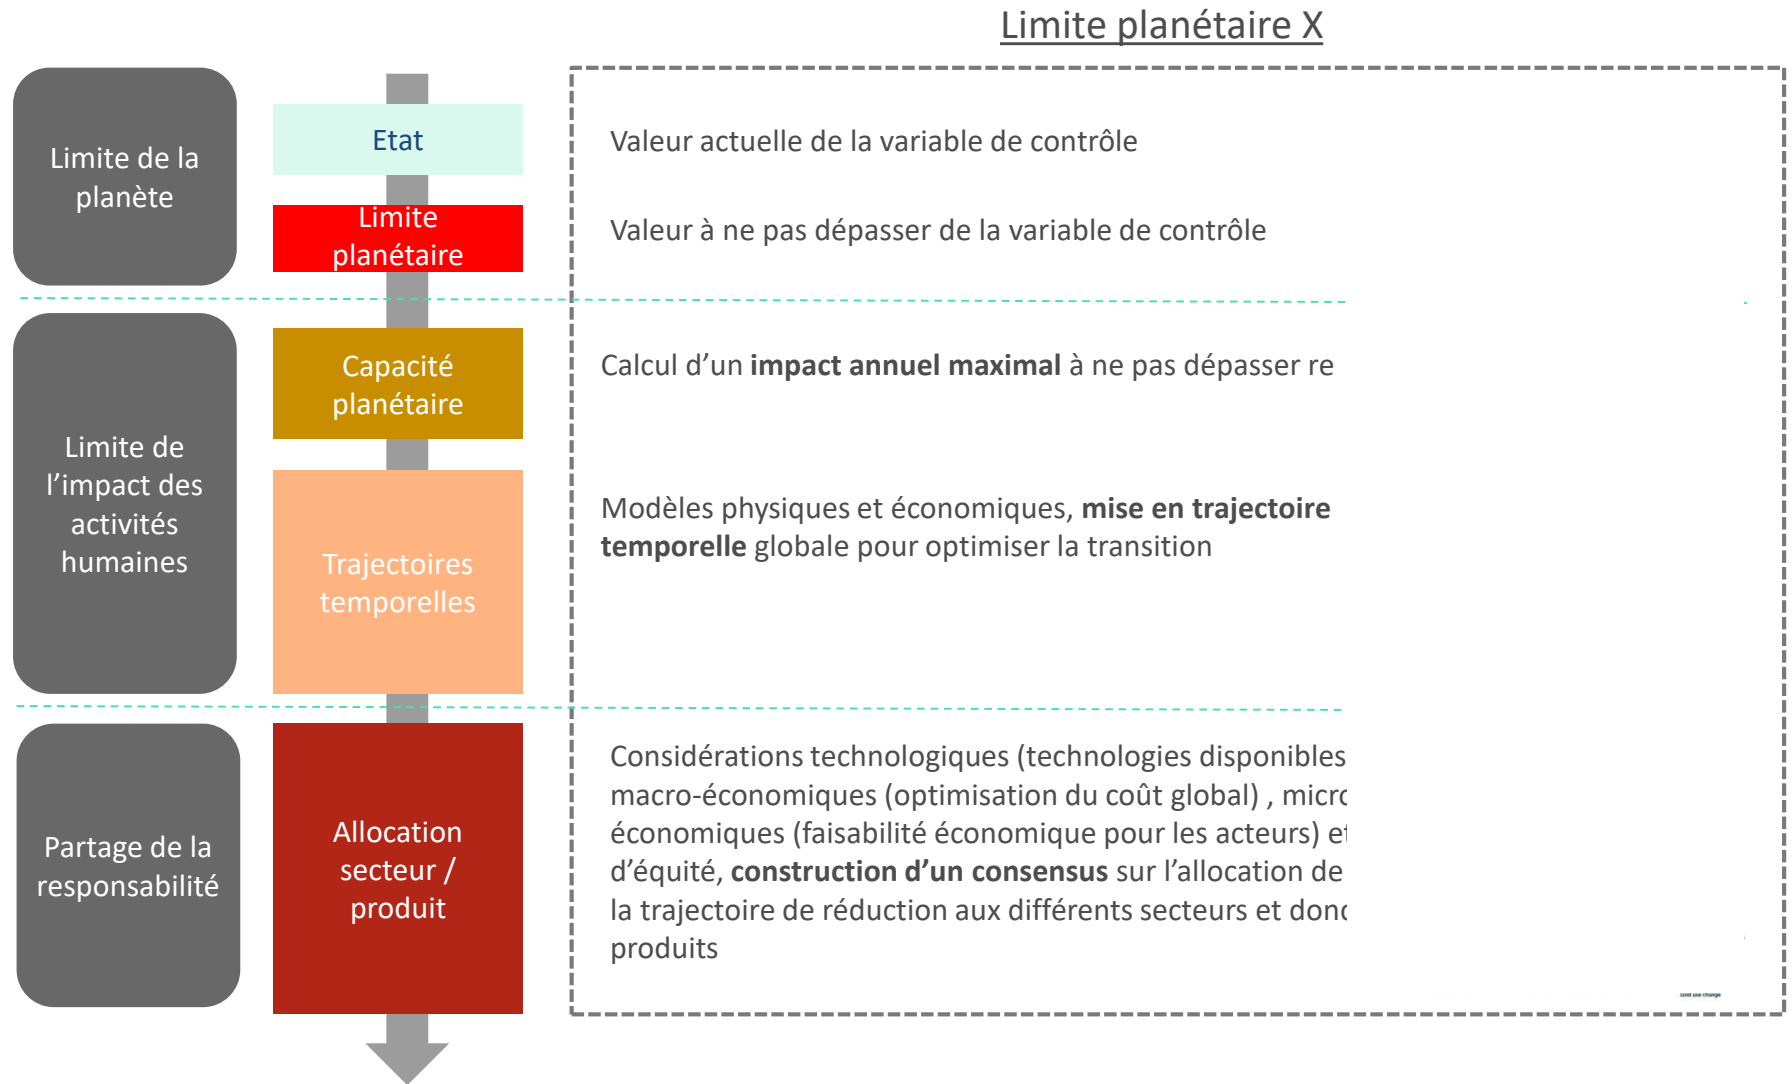 Limite planétaire X
Limite de la
planète
Etat
Valeur actuelle de la variable de contrôle
Limite
planétaire
Valeur à ne pas dépasser de la variable de contrôle
Limite de
l’impact des
activités
humaines
Capacité
planétaire
Calcul d’un impact annuel maximal à ne pas dépasser re
Trajectoires
temporelles
Modèles physiques et économiques, mise en trajectoire
temporelle globale pour optimiser la transition
Partage de la
responsabilité
Allocation
secteur /
produit
Considérations technologiques (technologies disponibles
macro-économiques (optimisation du coût global) , micro
économiques (faisabilité économique pour les acteurs) et
d’équité, construction d’un consensus sur l’allocation de
la trajectoire de réduction aux différents secteurs et donc
produits
land use change